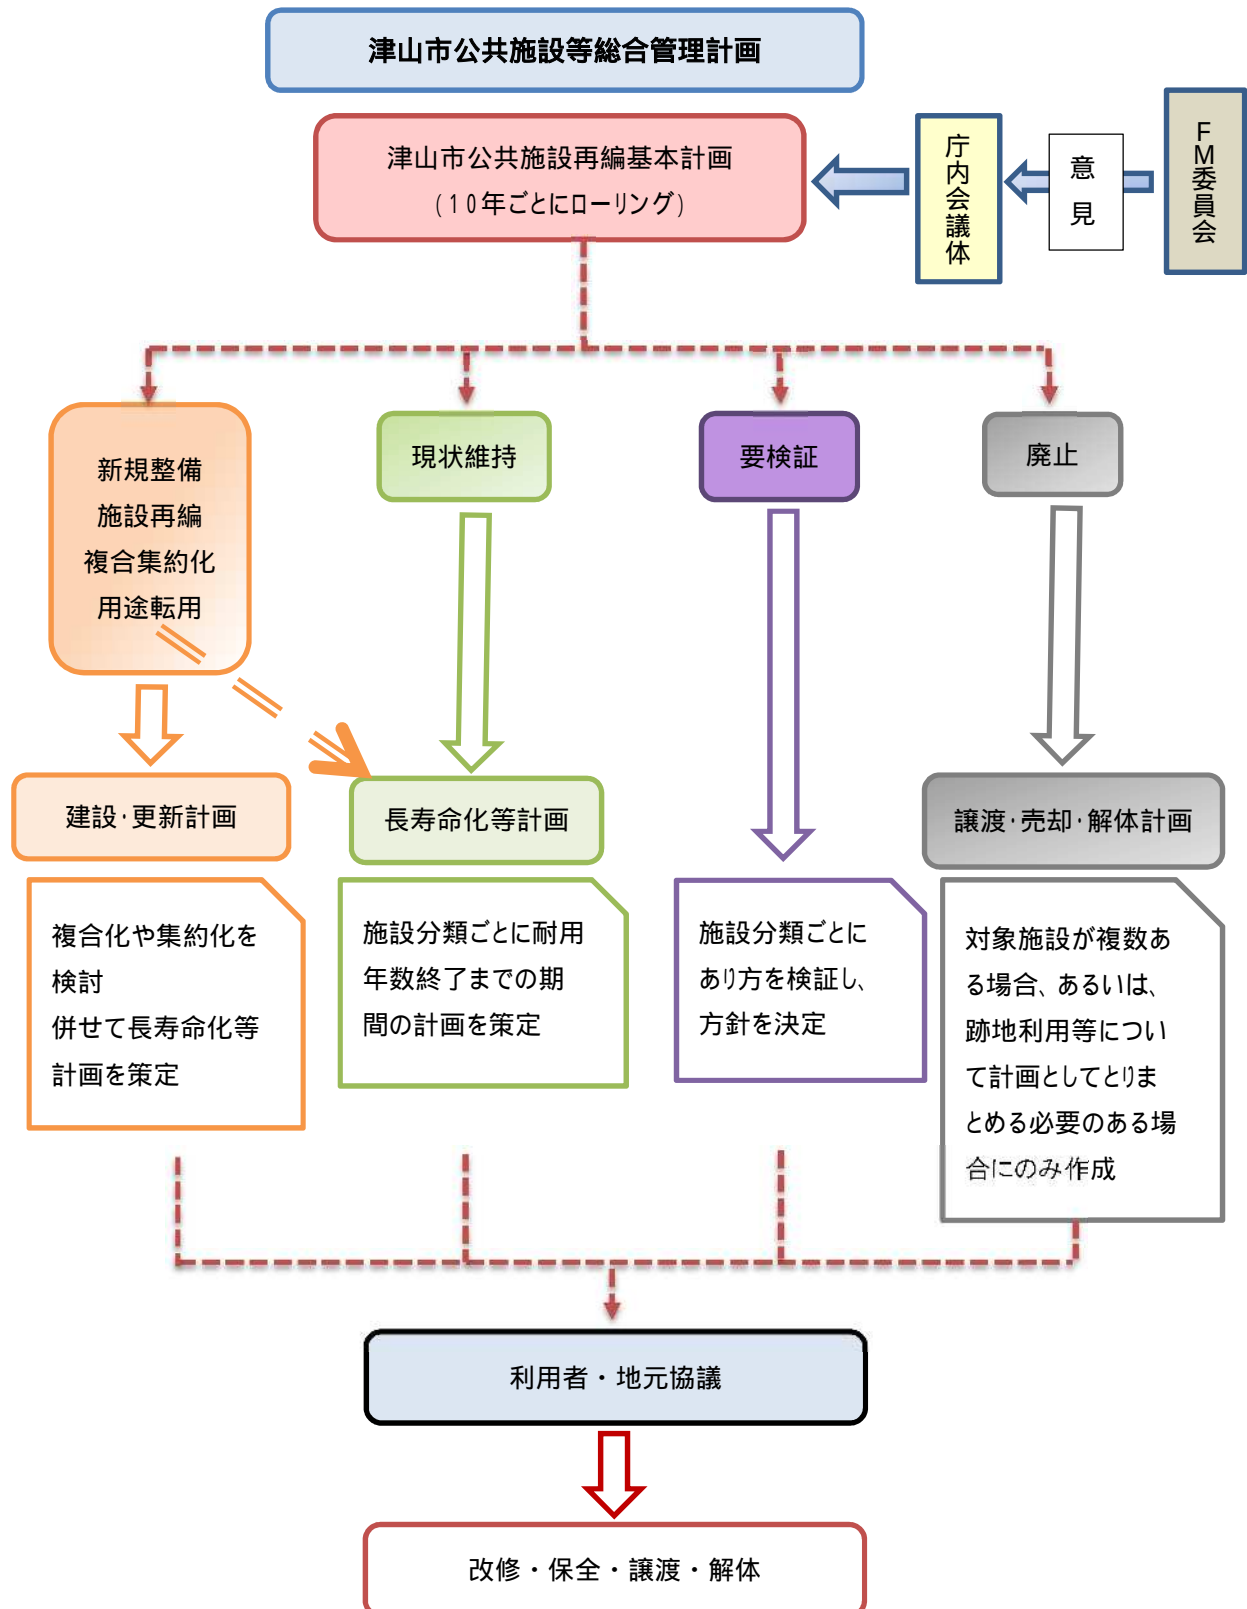 津山市公共施設等総合管理計画
津山市公共施設再編基本計画
(10年ごとにローリング)
庁内会議体
意見
FM委員会
新規整備
施設再編
複合集約化
用途転用
現状維持
要検証
廃止
建設・更新計画
長寿命化等計画
譲渡・売却・解体計画
複合化や集約化を
検討
併せて長寿命化等
計画を策定
施設分類ごとに耐用
年数終了までの期
間の計画を策定
施設分類ごとに
あり方を検証し、
方針を決定
対象施設が複数あ
る場合、あるいは、
跡地利用等につい
て計画としてとりま
とめる必要のある場
合にのみ作成
利用者・地元協議
改修・保全・譲渡・解体